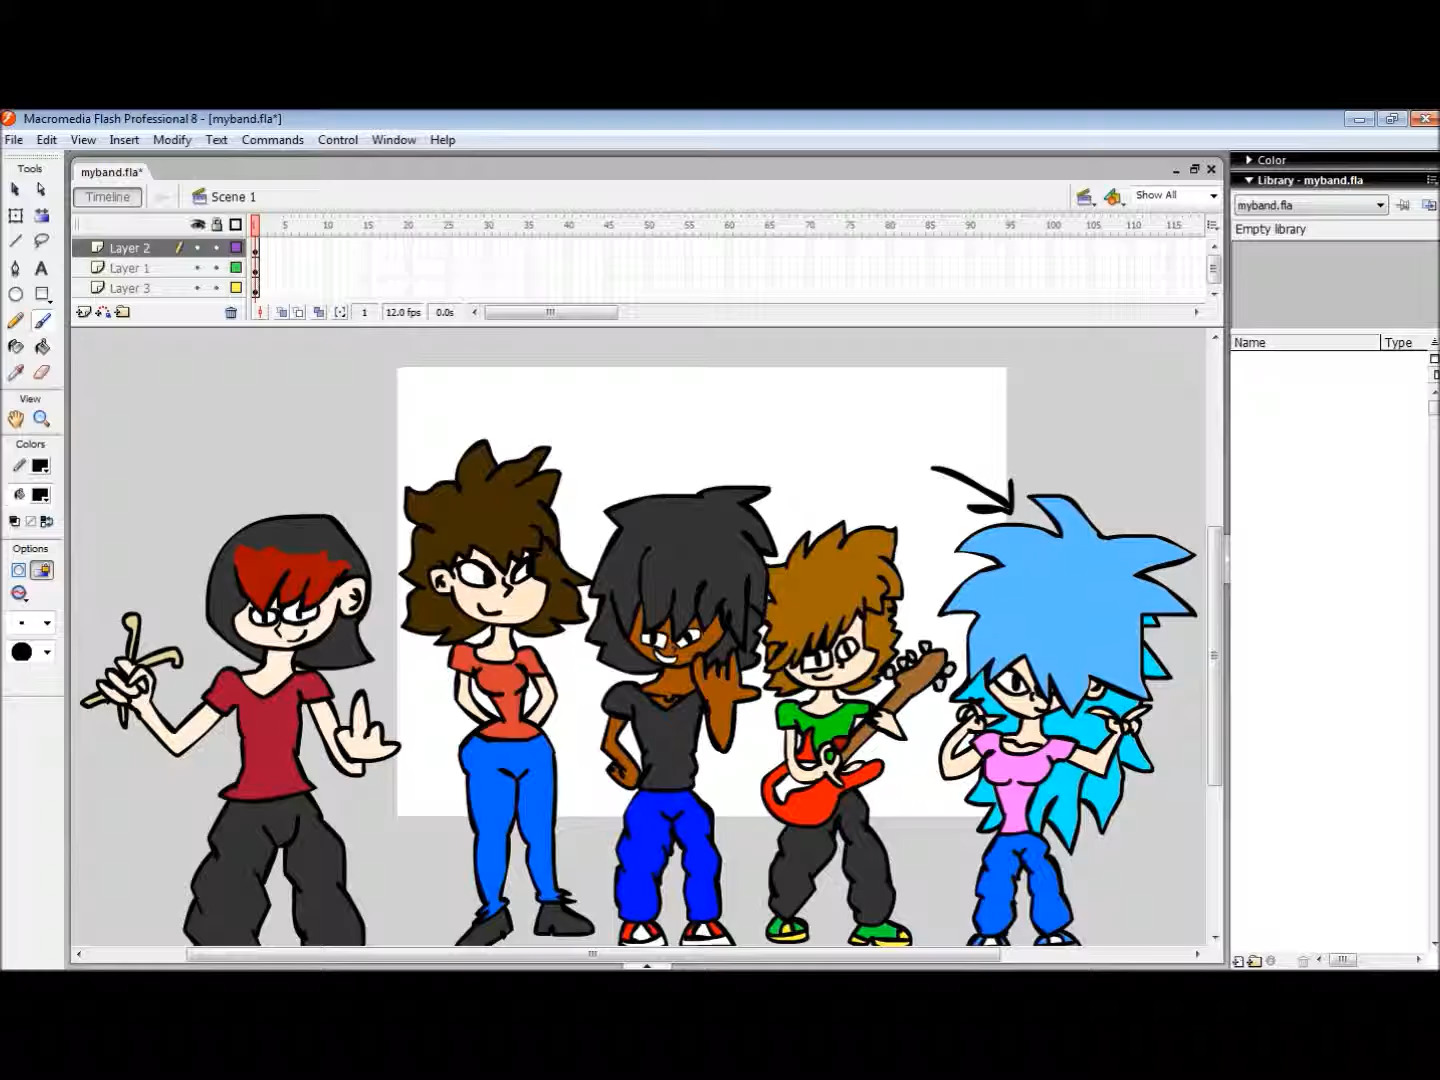 Macromedia Flash Professional 8 - [myband.fla*]
File Edit View Insert Modify Text Commands Control Window Help
Tools
myband.fla*
Color
Library - myband.fla
Timeline
Scene 1
Show All
myband.fla
5 10 15 20 25 30 35 40 45 50 55 60 65 70 75 80 85 90 95 100 105 110 115
Empty library
Layer 2
Layer 1
Layer 3
1 12.0 fps 0.0s
Name Type
View
Colors
Options